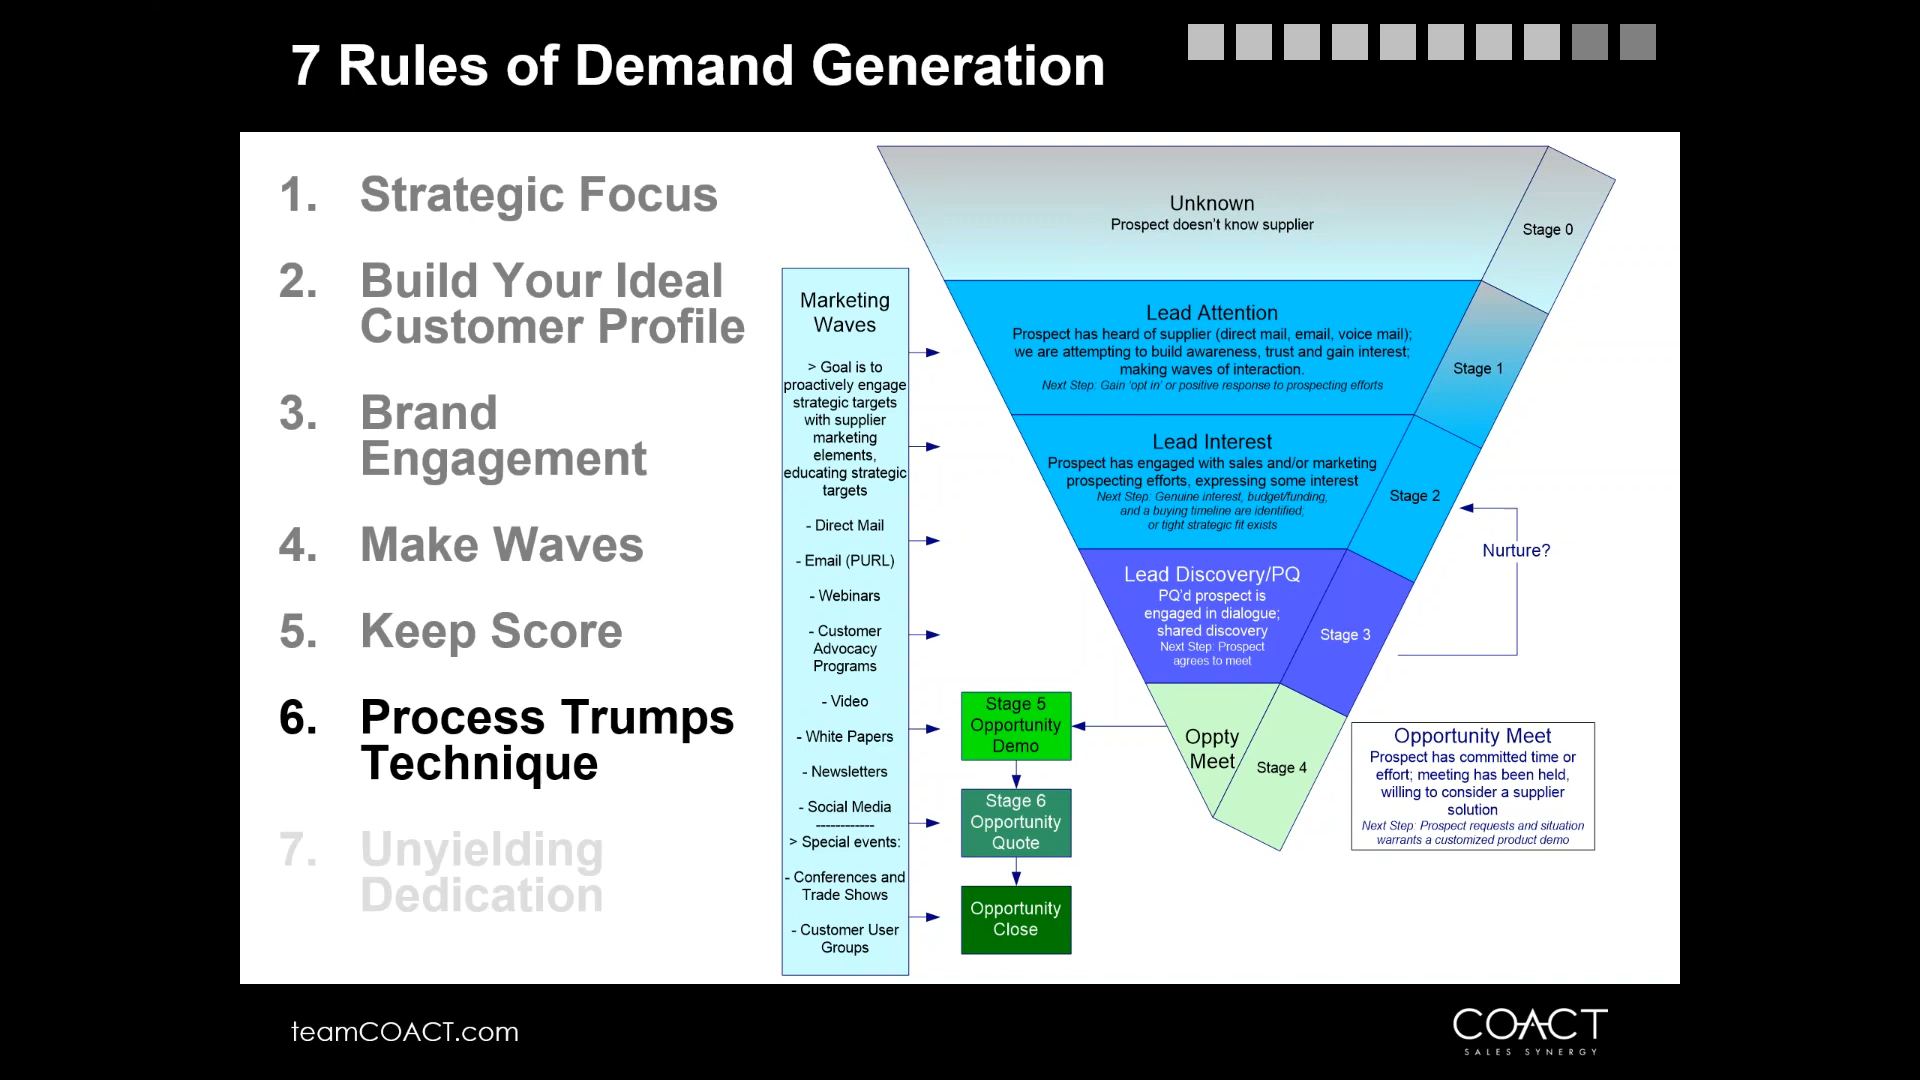 7 Rules of Demand Generation
1. Strategic Focus
2. Build Your Ideal
Customer Profile
3. Brand
Engagement
4. Make Waves
5. Keep Score
6. Process Trumps
Technique
7. Unyielding
Dedication
Marketing
Waves
> Goal is to
proactively engage
strategic targets
with supplier
marketing
elements,
educating strategic
targets
- Direct Mail
- Email (PURL)
- Webinars
- Customer
Advocacy
Programs
- Video
- White Papers
- Newsletters
- Social Media
------------
> Special events:
- Conferences and
Trade Shows
- Customer User
Groups
Unknown
Prospect doesn't know supplier
Stage 0
Lead Attention
Prospect has heard of supplier (direct mail, email, voice mail);
we are attempting to build awareness, trust and gain interest;
making waves of interaction.
Next Step: Gain 'opt in' or positive response to prospecting efforts
Stage 1
Lead Interest
Prospect has engaged with sales and/or marketing
prospecting efforts, expressing some interest
Next Step: Genuine interest, budget/funding,
and a buying timeline are identified;
or tight strategic fit exists
Stage 2
Nurture?
Lead Discovery/PQ
PQ'd prospect is
engaged in dialogue;
shared discovery
Next Step: Prospect
agrees to meet
Stage 3
Oppty
Meet
Stage 4
Opportunity Meet
Prospect has committed time or
effort; meeting has been held,
willing to consider a supplier
solution
Next Step: Prospect requests and situation
warrants a customized product demo
Stage 5
Opportunity
Demo
Stage 6
Opportunity
Quote
Opportunity
Close
teamCOACT.com
COACT
SALES SYNERGY